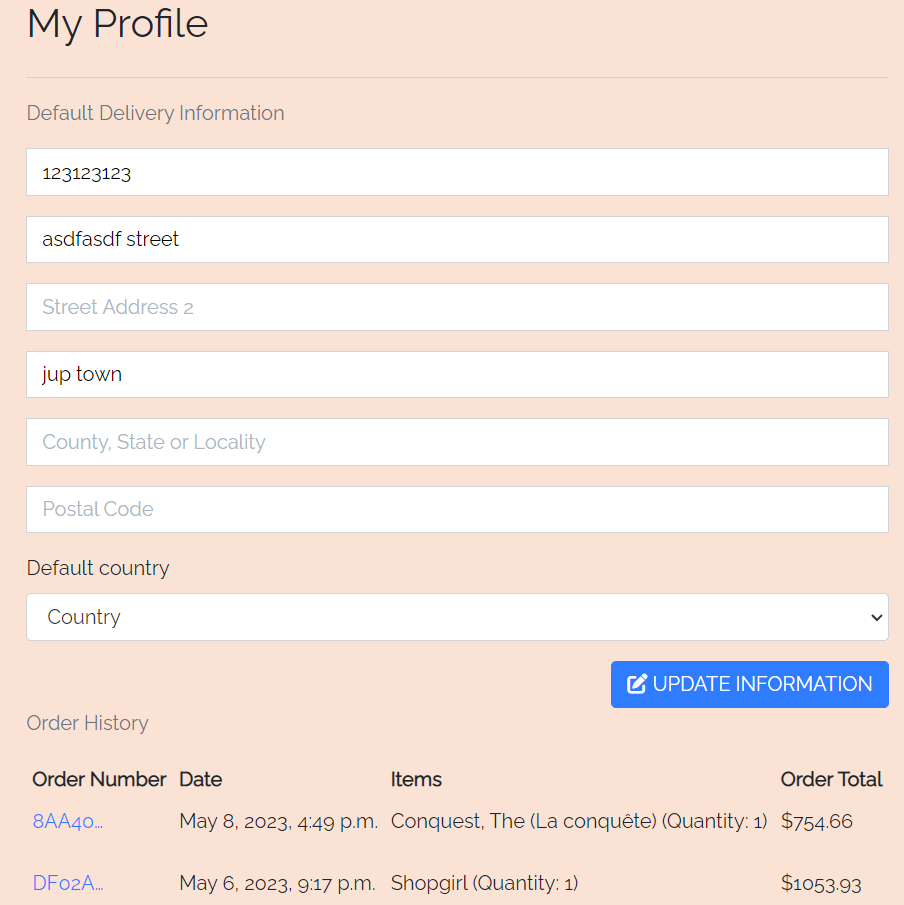 My Profile
Default Delivery Information
123123123
asdfasdf street
Street Address 2
jup town
County, State or Locality
Postal Code
Default country
Country
UPDATE INFORMATION
Order History
Order Number Date Items Order Total
8AA40... May 8, 2023, 4:49 p.m. Conquest, The (La conquête) (Quantity: 1) $754.66
DF02A... May 6, 2023, 9:17 p.m. Shopgirl (Quantity: 1) $1053.93